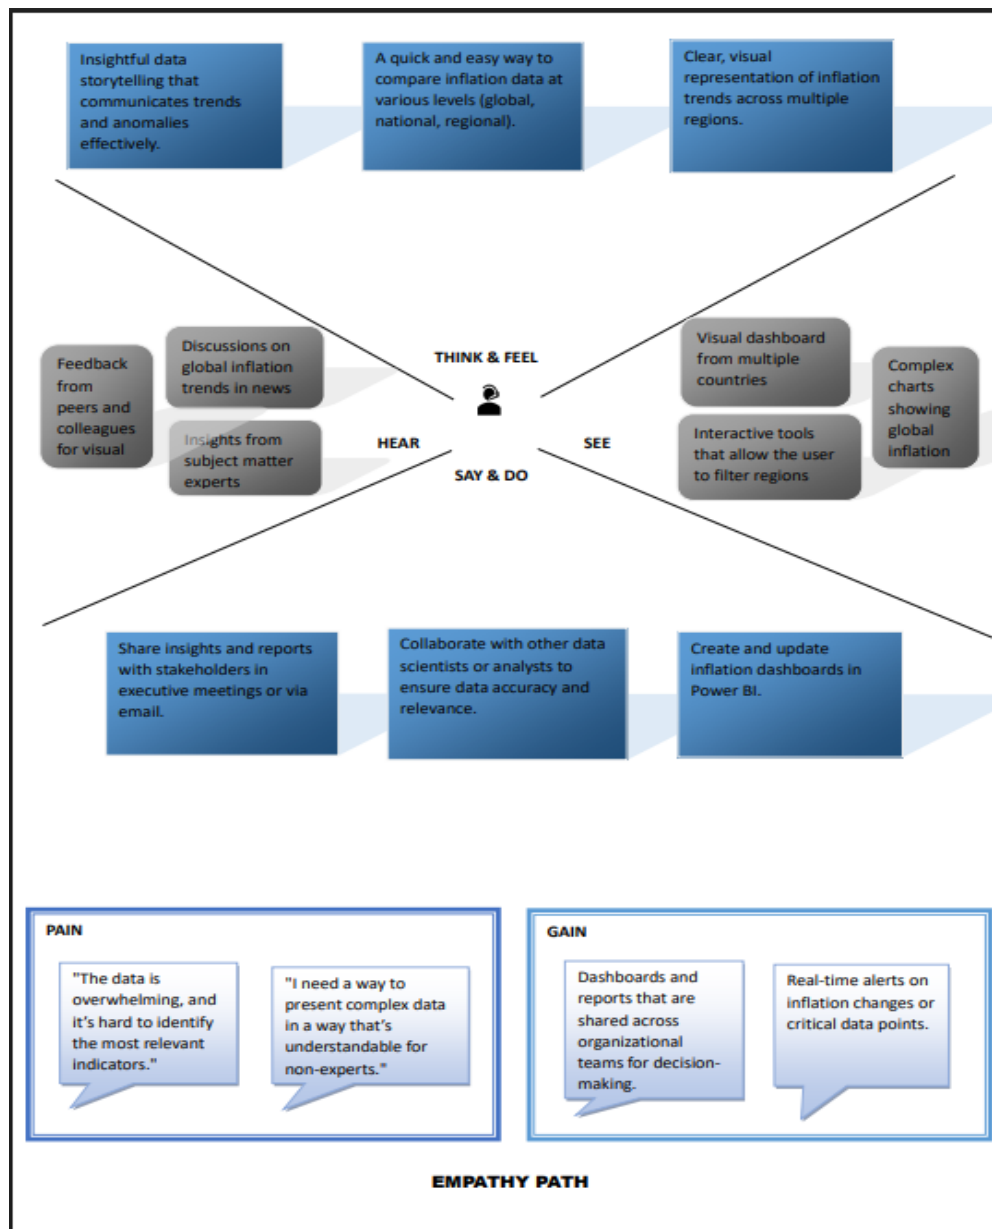 Insightful data
storytelling that
communicates trends
and anomalies
effectively.
A quick and easy way to
compare inflation data at
various levels (global,
national, regional).
Clear, visual
representation of inflation
trends across multiple
regions.
Feedback
from
peers and
colleagues
for visual
Discussions on
global inflation
trends in news
Insights from
subject matter
experts
THINK & FEEL
HEAR
SEE
SAY & DO
Visual dashboard
from multiple
countries
Interactive tools
that allow the user
to filter regions
Complex
charts
showing
global
inflation
Share insights and reports
with stakeholders in
executive meetings or via
email.
Collaborate with other data
scientists or analysts to
ensure data accuracy and
relevance.
Create and update
inflation dashboards in
Power BI.
PAIN
"The data is
overwhelming, and
it's hard to identify
the most relevant
indicators."
"I need a way to
present complex data
in a way that's
understandable for
non-experts."
GAIN
Dashboards and
reports that are
shared across
organizational
teams for decision-
making.
Real-time alerts on
inflation changes or
critical data points.
EMPATHY PATH